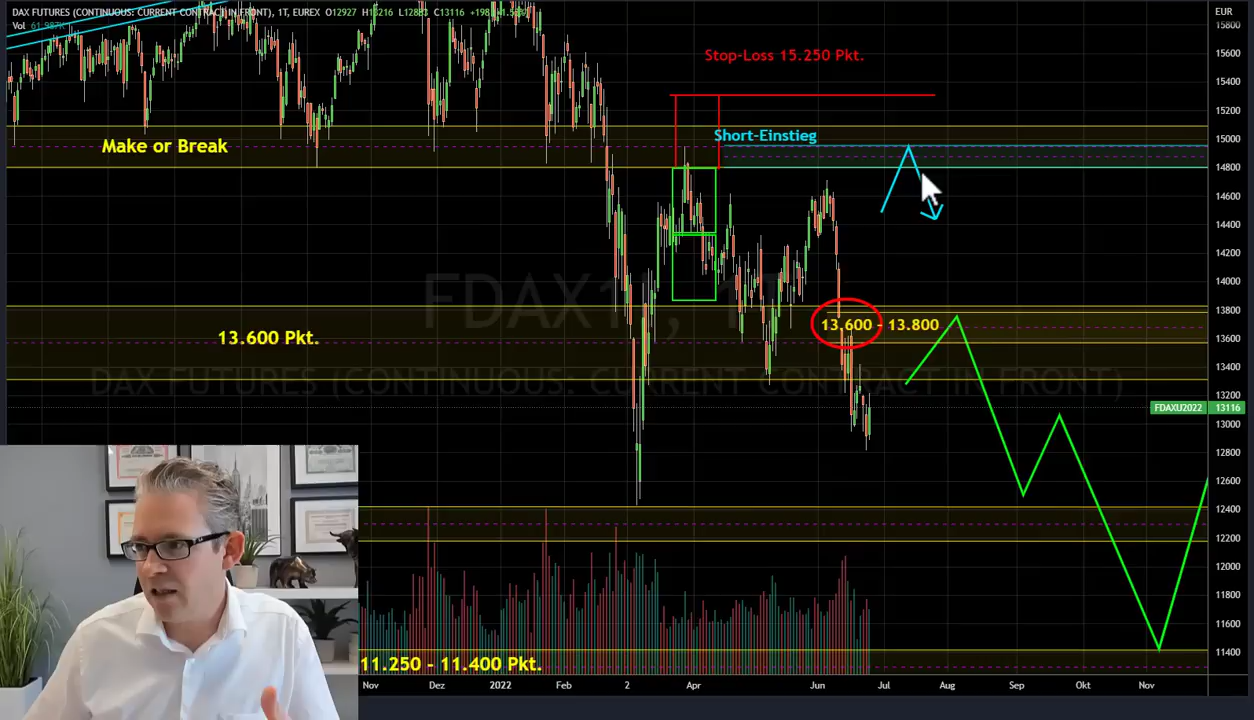 DAX FUTURES (CONTINUOUS: CURRENT CONTRACT IN FRONT), 1T, EUREX O12927 H13216
Vol
EUR
15800
15600
15400
15200
15000
14800
14600
14400
14200
14000
13800
13600
13400
13200
13000
12800
12600
12400
12200
12000
11800
11600
11400
Stop-Loss 15.250 Pkt.
Short-Einstieg
Make or Break
13.600 - 13.800
13.600 Pkt.
DAX FUTURES (CONTINUOUS: CURRENT CONTRACT IN FRONT)
FDAXU2022 13116
11.250 - 11.400 Pkt.
Nov Dez 2022 Feb 2 Apr Jun Jul Aug Sep Okt Nov